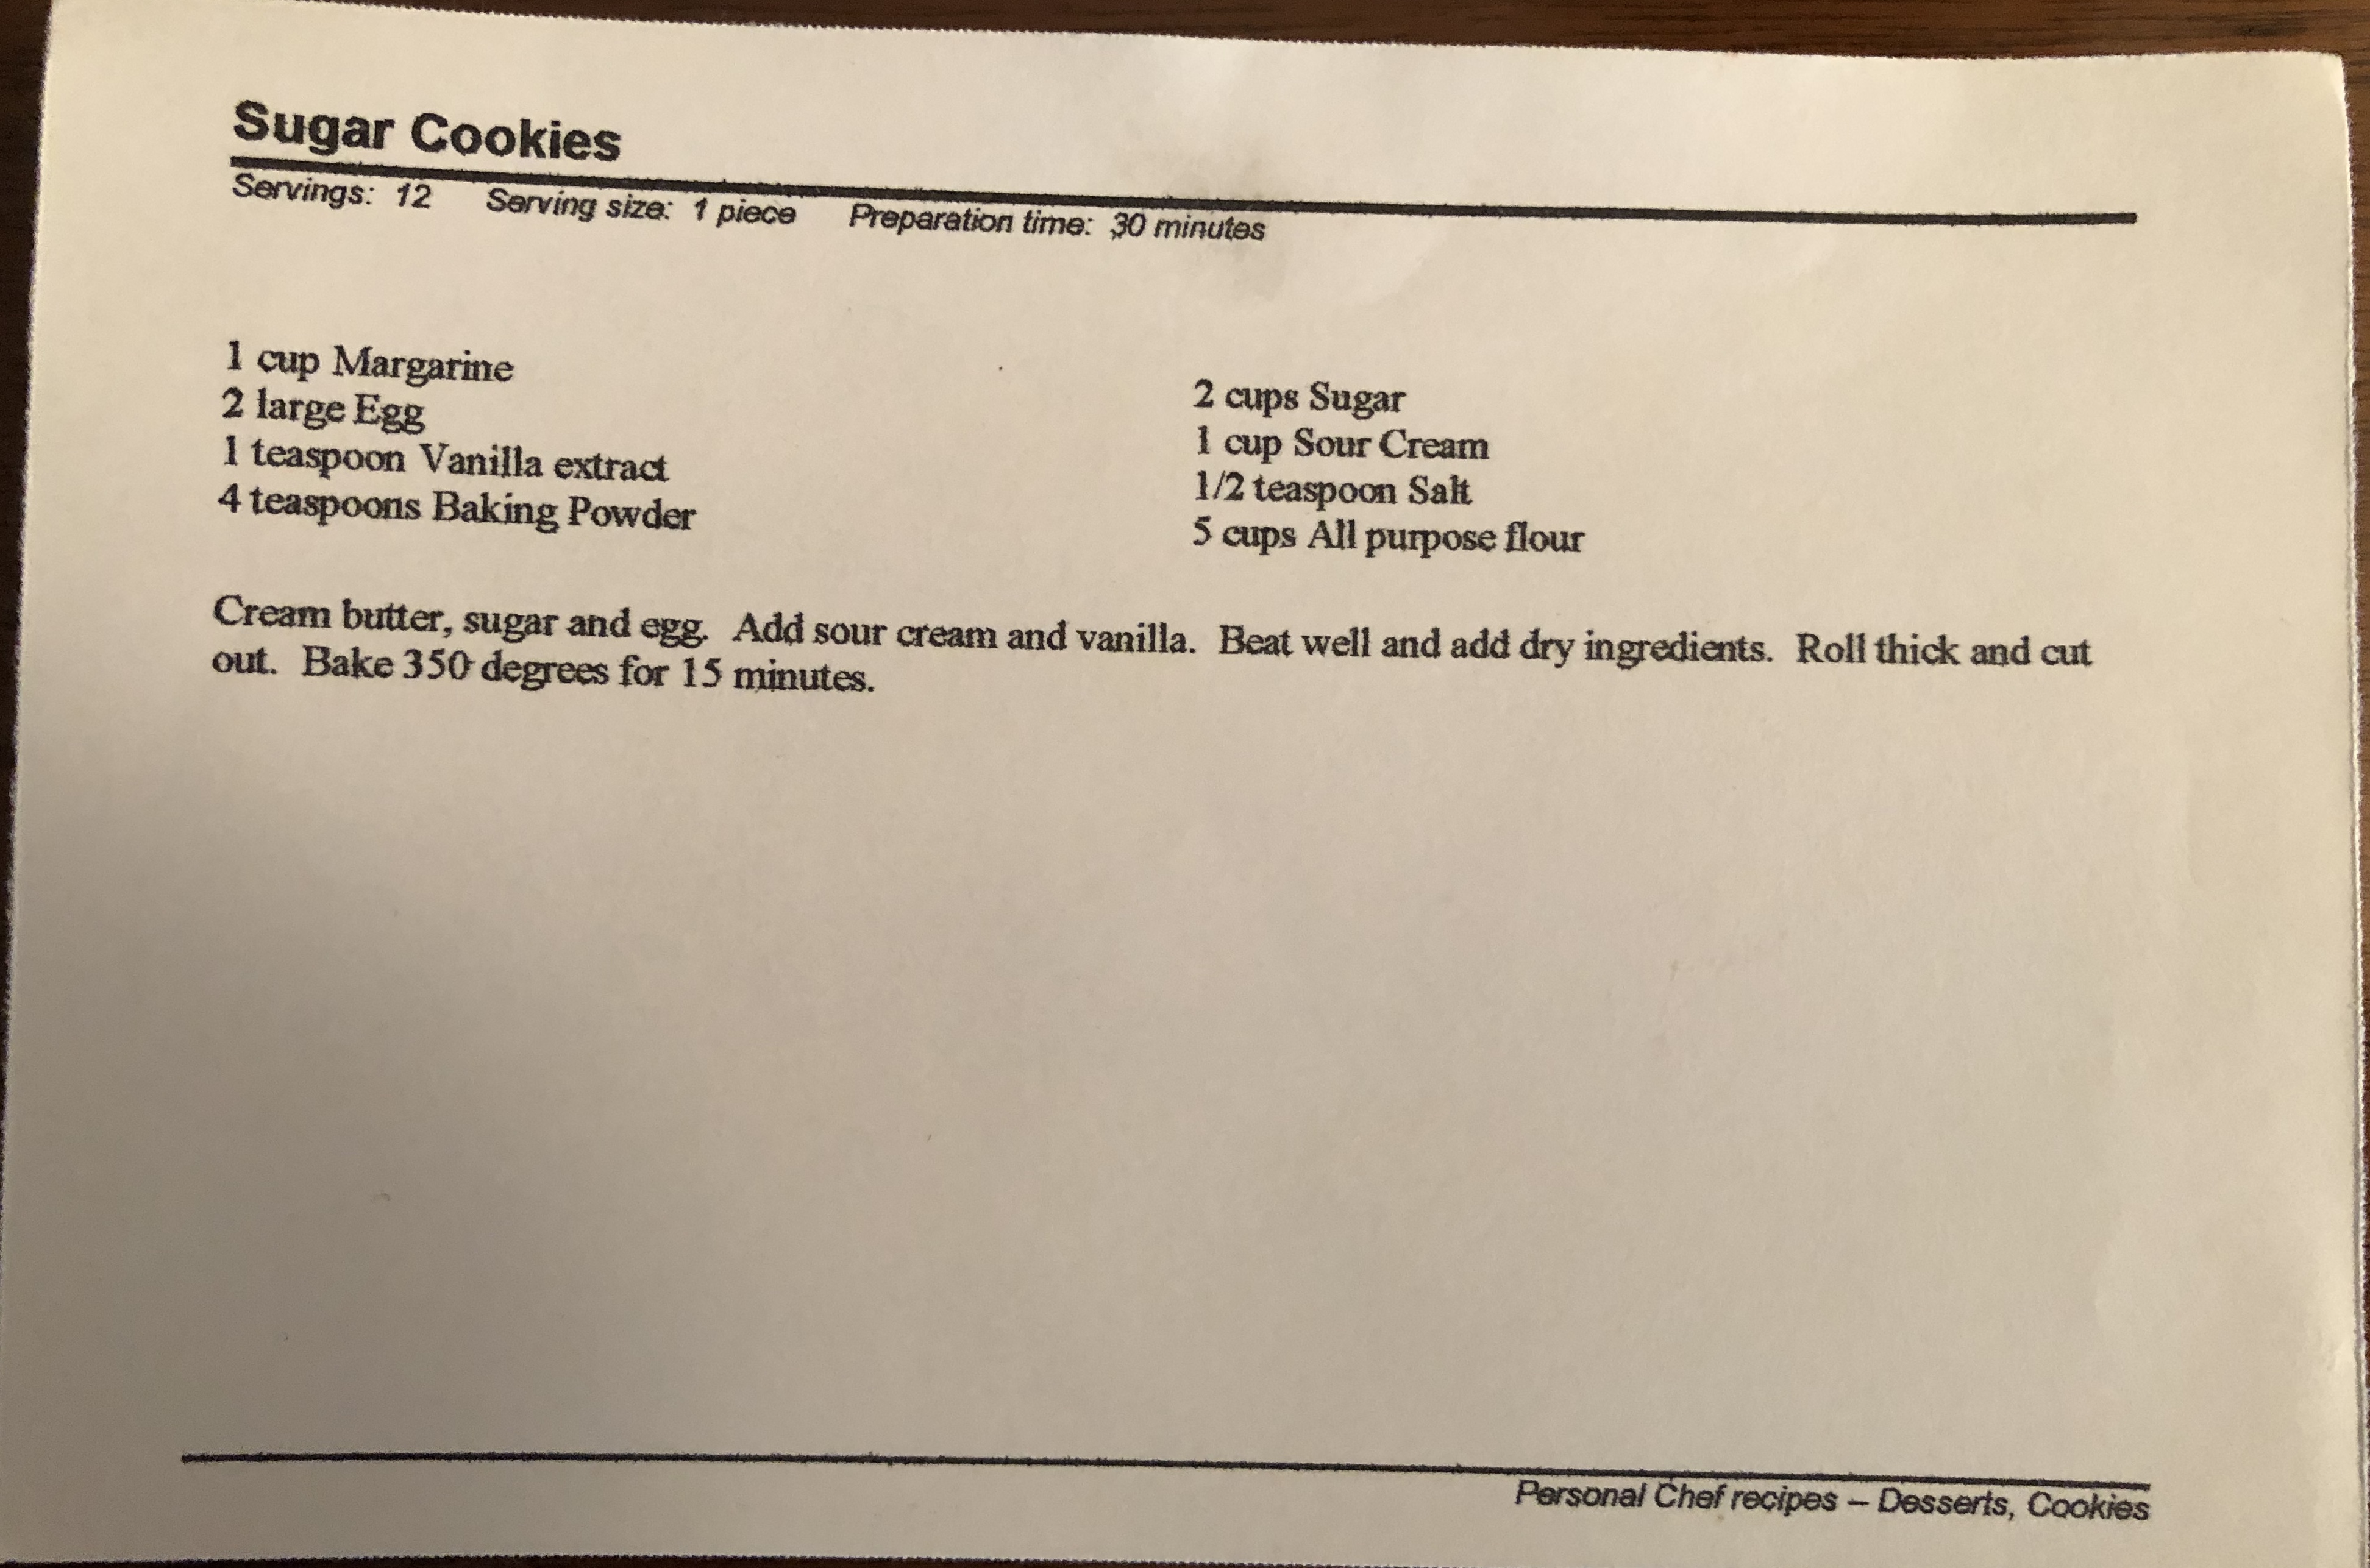 Sugar Cookies
Servings: 12 Serving size: 1 piece Preparation time: 30 minutes
1 cup Margarine
2 large Egg
1 teaspoon Vanilla extract
4 teaspoons Baking Powder
2 cups Sugar
1 cup Sour Cream
1/2 teaspoon Salt
5 cups All purpose flour
Cream butter, sugar and egg. Add sour cream and vanilla. Beat well and add dry ingredients. Roll thick and cut
out. Bake 350 degrees for 15 minutes.
Personal Chef recipes – Desserts, Cookies